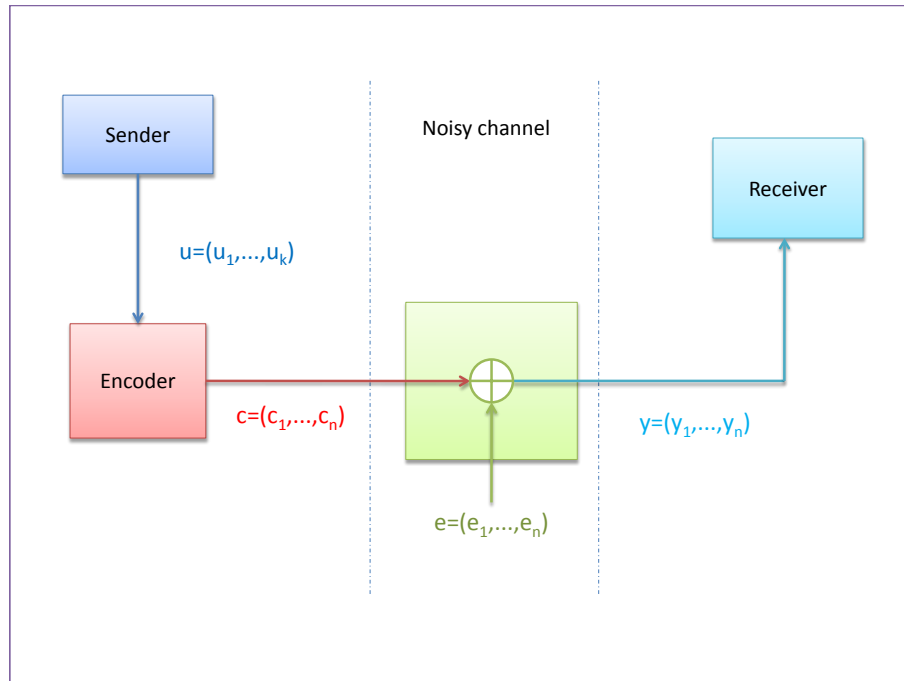 Sender
Noisy channel
Receiver
u=(u₁,...,uₖ)
Encoder
c=(c₁,...,cₙ)
y=(y₁,...,yₙ)
e=(e₁,...,eₙ)